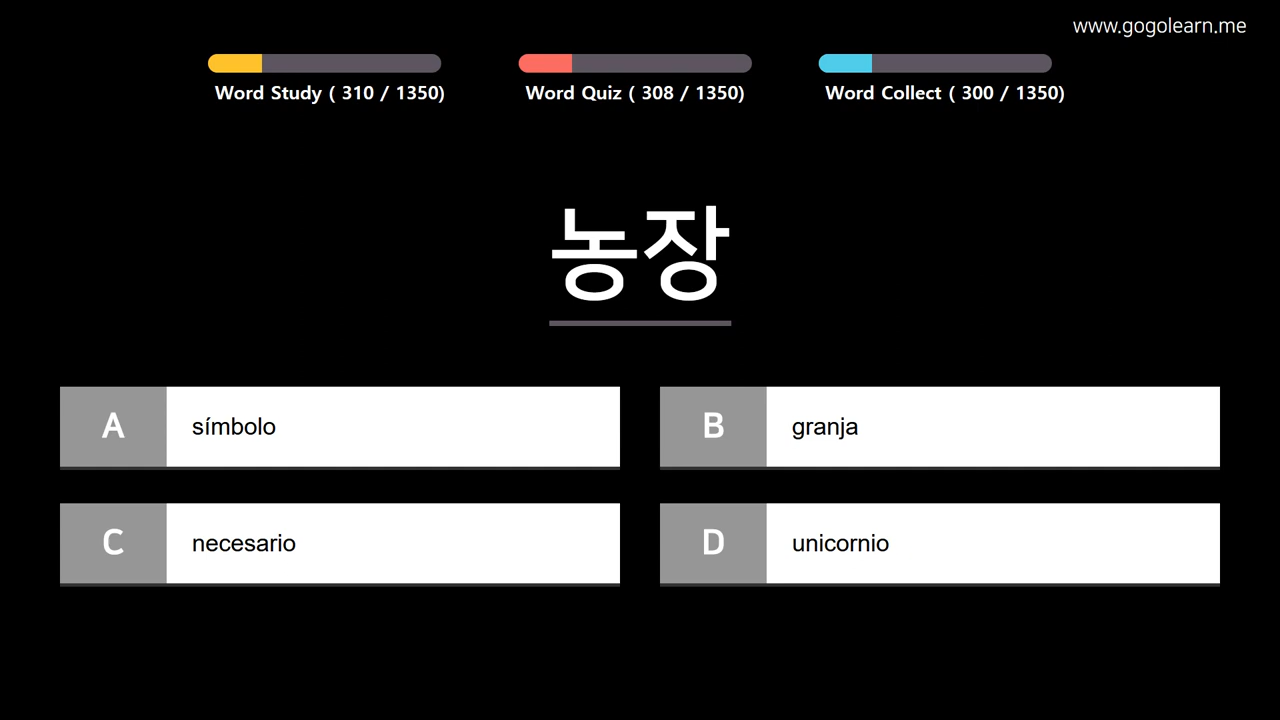 www.gogolearn.me
Word Study ( 310 / 1350)
Word Quiz ( 308 / 1350)
Word Collect ( 300 / 1350)
농장
A símbolo
B granja
C necesario
D unicornio